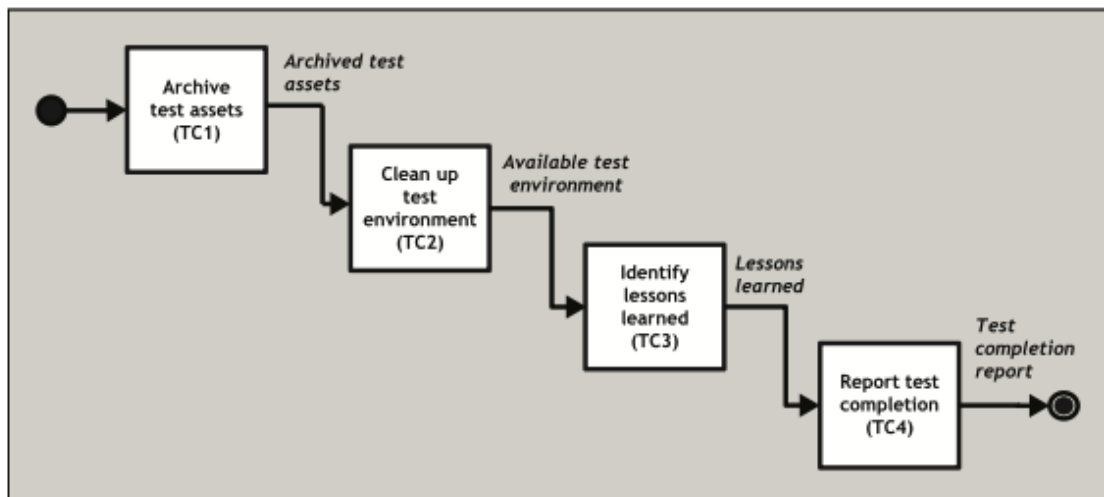 Archive
test assets
(TC1)
Archived test
assets
Clean up
test
environment
(TC2)
Available test
environment
Identify
lessons
learned
(TC3)
Lessons
learned
Report test
completion
(TC4)
Test
completion
report